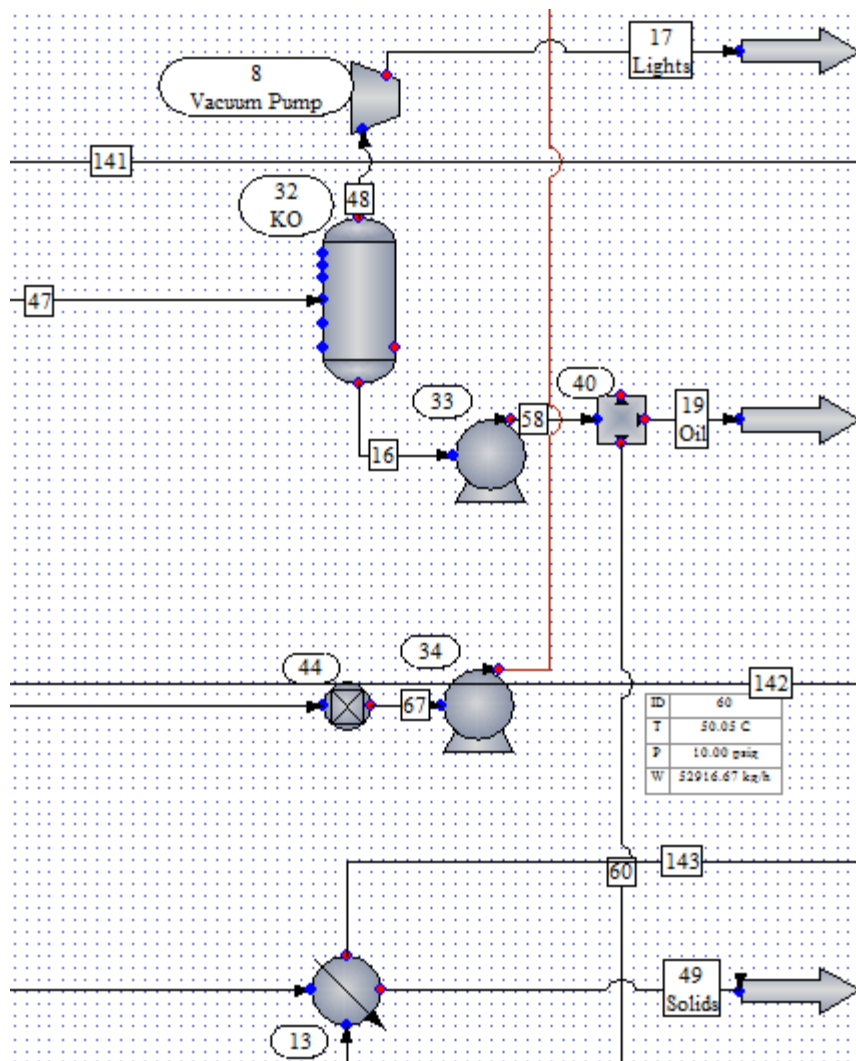 17
Lights
8
Vacuum Pump
141
32
KO
48
47
33
58
40
19
Oil
16
34
44
67
142
ID 60
T 50.05 C
P 10.00 psig
W 52916.67 kg/h
143
60
49
Solids
13